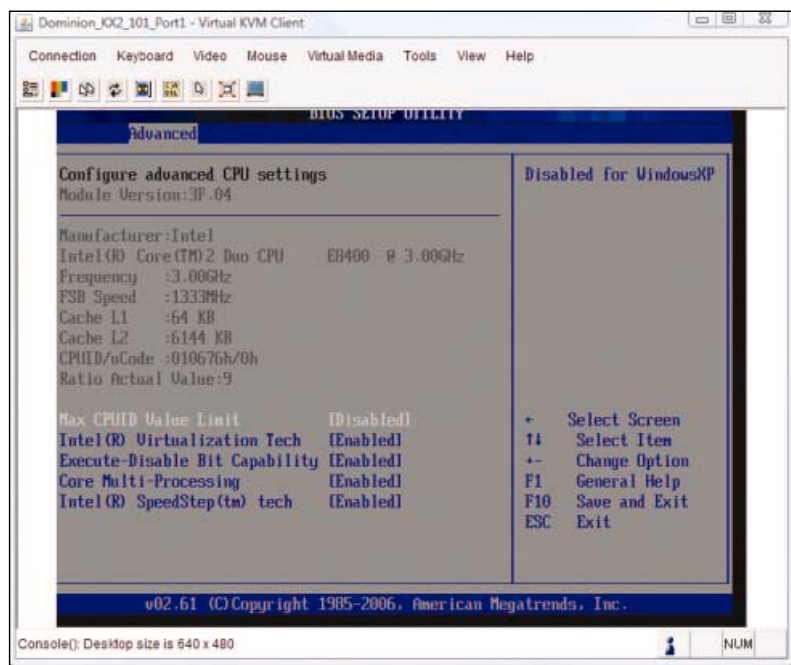 Dominion_KX2_101_Port1 - Virtual KVM Client
Connection Keyboard Video Mouse Virtual Media Tools View Help
BIOS SETUP UTILITY
Advanced
Configure advanced CPU settings
Module Version:3F.04
Manufacturer:Intel
Intel(R) Core(TM)2 Duo CPU E8400 @ 3.00GHz
Frequency :3.00GHz
FSB Speed :1333MHz
Cache L1 :64 KB
Cache L2 :6144 KB
CPUID/uCode :010676h/0h
Ratio Actual Value:9
Max CPUID Value Limit [Disabled]
Intel(R) Virtualization Tech [Enabled]
Execute-Disable Bit Capability [Enabled]
Core Multi-Processing [Enabled]
Intel(R) SpeedStep(tm) tech [Enabled]
Disabled for WindowsXP
← Select Screen
↑↓ Select Item
+- Change Option
F1 General Help
F10 Save and Exit
ESC Exit
v02.61 (C)Copyright 1985-2006, American Megatrends, Inc.
Console(): Desktop size is 640 x 480
NUM